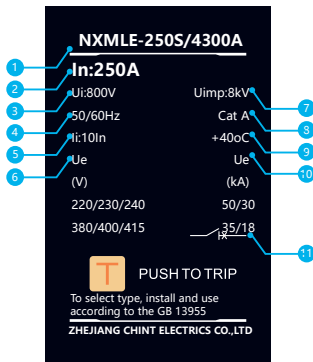 NXMLE-250S/4300A
1
In:250A
2
Ui:800V Uimp:8kV
3 7
50/60Hz Cat A
4 8
Ii:10In +40oC
5 9
Ue Ue
6 10
(V) (kA)
220/230/240 50/30
380/400/415 35/18
11
T PUSH TO TRIP
To select type, install and use
according to the GB 13955
ZHEJIANG CHINT ELECTRICS CO.,LTD